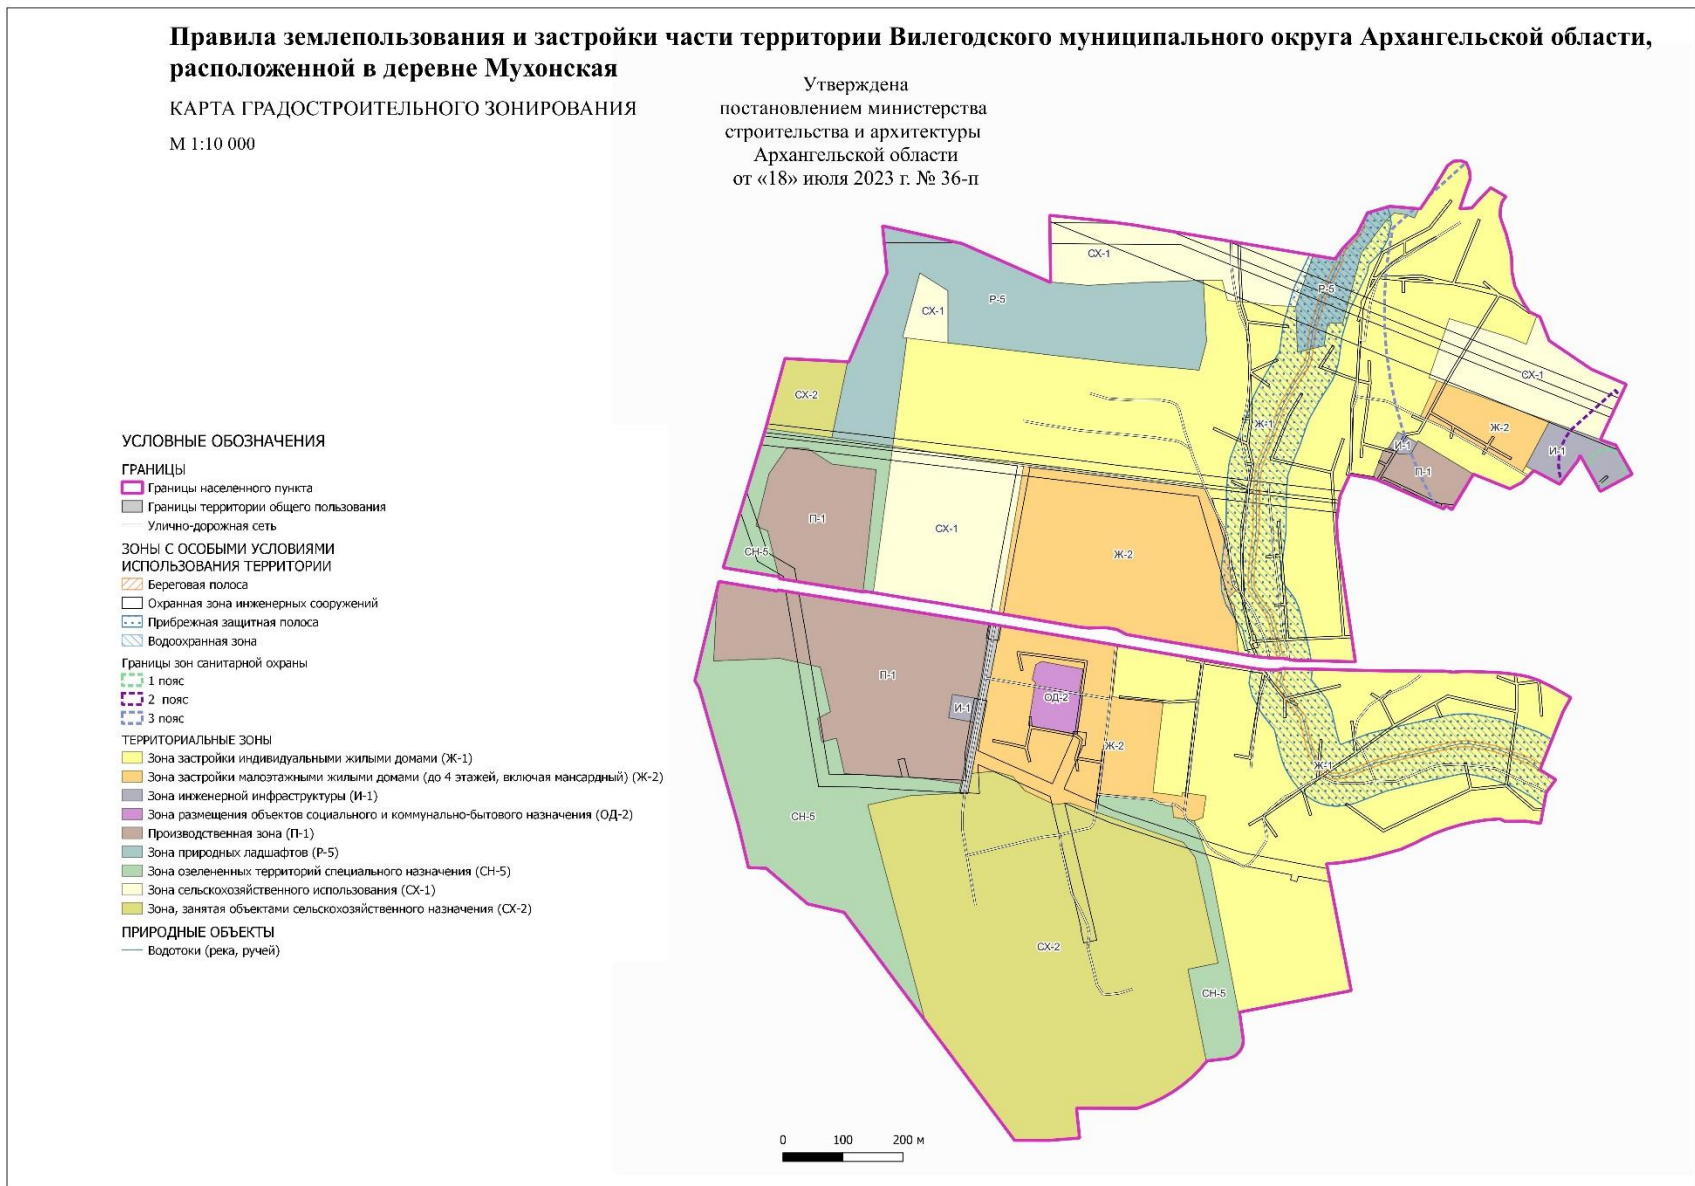 Правила землепользования и застройки части территории Вилегодского муниципального округа Архангельской области,
расположенной в деревне Мухонская
КАРТА ГРАДОСТРОИТЕЛЬНОГО ЗОНИРОВАНИЯ
М 1:10 000
Утверждена
постановлением министерства
строительства и архитектуры
Архангельской области
от «18» июля 2023 г. № 36-п
УСЛОВНЫЕ ОБОЗНАЧЕНИЯ
ГРАНИЦЫ
Границы населенного пункта
Границы территории общего пользования
Улично-дорожная сеть
ЗОНЫ С ОСОБЫМИ УСЛОВИЯМИ
ИСПОЛЬЗОВАНИЯ ТЕРРИТОРИИ
Береговая полоса
Охранная зона инженерных сооружений
Прибрежная защитная полоса
Водоохранная зона
Границы зон санитарной охраны
1 пояс
2 пояс
3 пояс
ТЕРРИТОРИАЛЬНЫЕ ЗОНЫ
Зона застройки индивидуальными жилыми домами (Ж-1)
Зона застройки малоэтажными жилыми домами (до 4 этажей, включая мансардный) (Ж-2)
Зона инженерной инфраструктуры (И-1)
Зона размещения объектов социального и коммунально-бытового назначения (ОД-2)
Производственная зона (П-1)
Зона природных ладшафтов (Р-5)
Зона озелененных территорий специального назначения (СН-5)
Зона сельскохозяйственного использования (СХ-1)
Зона, занятая объектами сельскохозяйственного назначения (СХ-2)
ПРИРОДНЫЕ ОБЪЕКТЫ
Водотоки (река, ручей)
СХ-1
Р-5
Р-5
СХ-1
СХ-1
СХ-2
Ж-1
Ж-2
И-1
И-1
П-1
П-1
СХ-1
СН-5
Ж-2
П-1
ОД-2
И-1
Ж-2
Ж-1
СН-5
СХ-2
СН-5
0 100 200 м